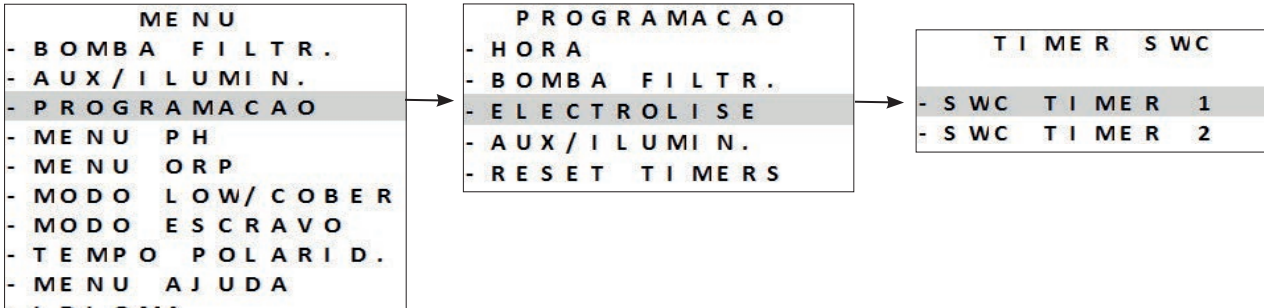 MENU
- BOMBA FILTR.
- AUX/ILUMIN.
- PROGRAMACAO
- MENU PH
- MENU ORP
- MODO LOW/COBER
- MODO ESCRAVO
- TEMPO POLARID.
- MENU AJUDA
PROGRAMACAO
- HORA
- BOMBA FILTR.
- ELECTROLISE
- AUX/ILUMIN.
- RESET TIMERS
TIMER SWC
- SWC TIMER 1
- SWC TIMER 2